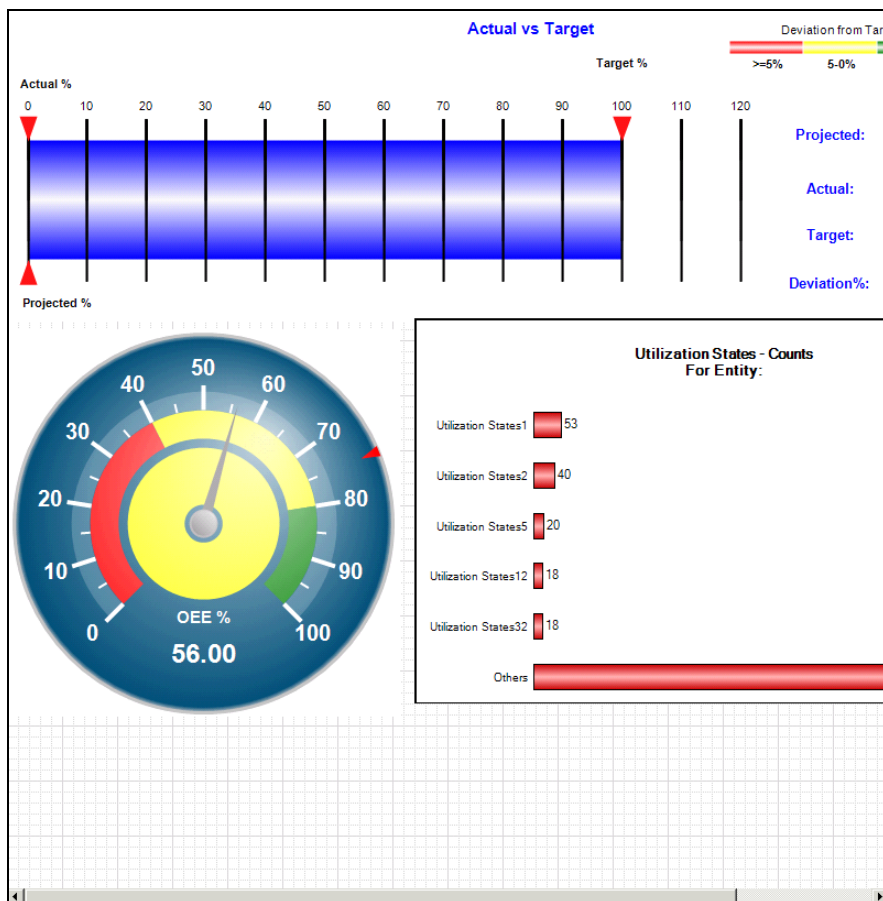 Actual vs Target
Deviation from Tar
Target %
>=5%
5-0%
Actual %
0 10 20 30 40 50 60 70 80 90 100 110 120
Projected:
Actual:
Target:
Deviation%:
Projected %
0
10
20
30
40
50
60
70
80
90
100
OEE %
56.00
Utilization States - Counts
For Entity:
Utilization States1 53
Utilization States2 40
Utilization States5 20
Utilization States12 18
Utilization States32 18
Others